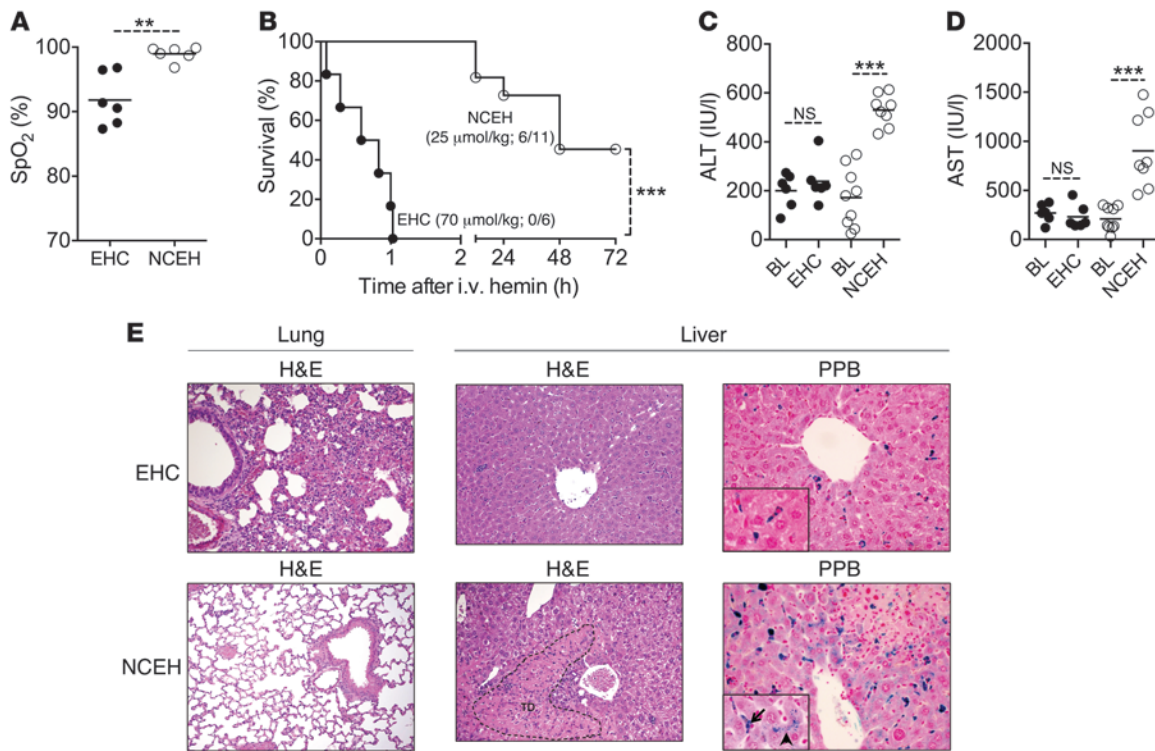 A
**
100
90
80
70
SpO2 (%)
EHC NCEH
B
100
80
60
40
20
0
Survival (%)
NCEH
(25 μmol/kg; 6/11)
EHC (70 μmol/kg; 0/6)
***
0 1 2 24 48 72
Time after i.v. hemin (h)
C
800
600
400
200
0
ALT (IU/l)
NS
***
BL EHC BL NCEH
D
2000
1500
1000
500
0
AST (IU/l)
NS
***
BL EHC BL NCEH
E
Lung Liver
H&E H&E PPB
EHC
H&E H&E PPB
NCEH
TD